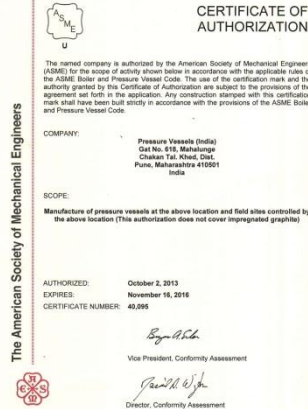 ASME
U
CERTIFICATE OF
AUTHORIZATION
The named company is authorized by the American Society of Mechanical Engineers
(ASME) for the scope of activity shown below in accordance with the applicable rules of
the ASME Boiler and Pressure Vessel Code. The use of the certification mark and the
authority granted by this Certificate of Authorization are subject to the provisions of the
agreement set forth in the application. Any construction stamped with this certification
mark shall have been built strictly in accordance with the provisions of the ASME Boiler
and Pressure Vessel Code.
COMPANY:
Pressure Vessels (India)
Gat No. 618, Mahalunge
Chakan Tal. Khed, Dist.
Pune, Maharashtra 410501
India
SCOPE:
Manufacture of pressure vessels at the above location and field sites controlled by
the above location (This authorization does not cover impregnated graphite)
AUTHORIZED: October 2, 2013
EXPIRES: November 16, 2016
CERTIFICATE NUMBER: 40,095
Vice President, Conformity Assessment
Director, Conformity Assessment
The American Society of Mechanical Engineers